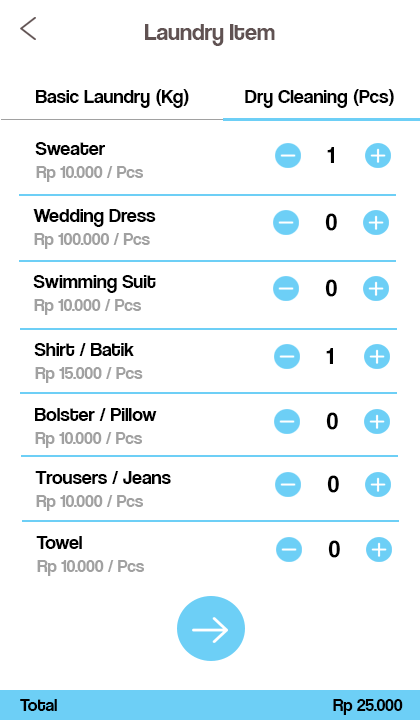 Laundry Item
Basic Laundry (Kg) Dry Cleaning (Pcs)
Sweater 1
Rp 10.000 / Pcs
Wedding Dress 0
Rp 100.000 / Pcs
Swimming Suit 0
Rp 10.000 / Pcs
Shirt / Batik 1
Rp 15.000 / Pcs
Bolster / Pillow 0
Rp 10.000 / Pcs
Trousers / Jeans 0
Rp 10.000 / Pcs
Towel 0
Rp 10.000 / Pcs
Total Rp 25.000